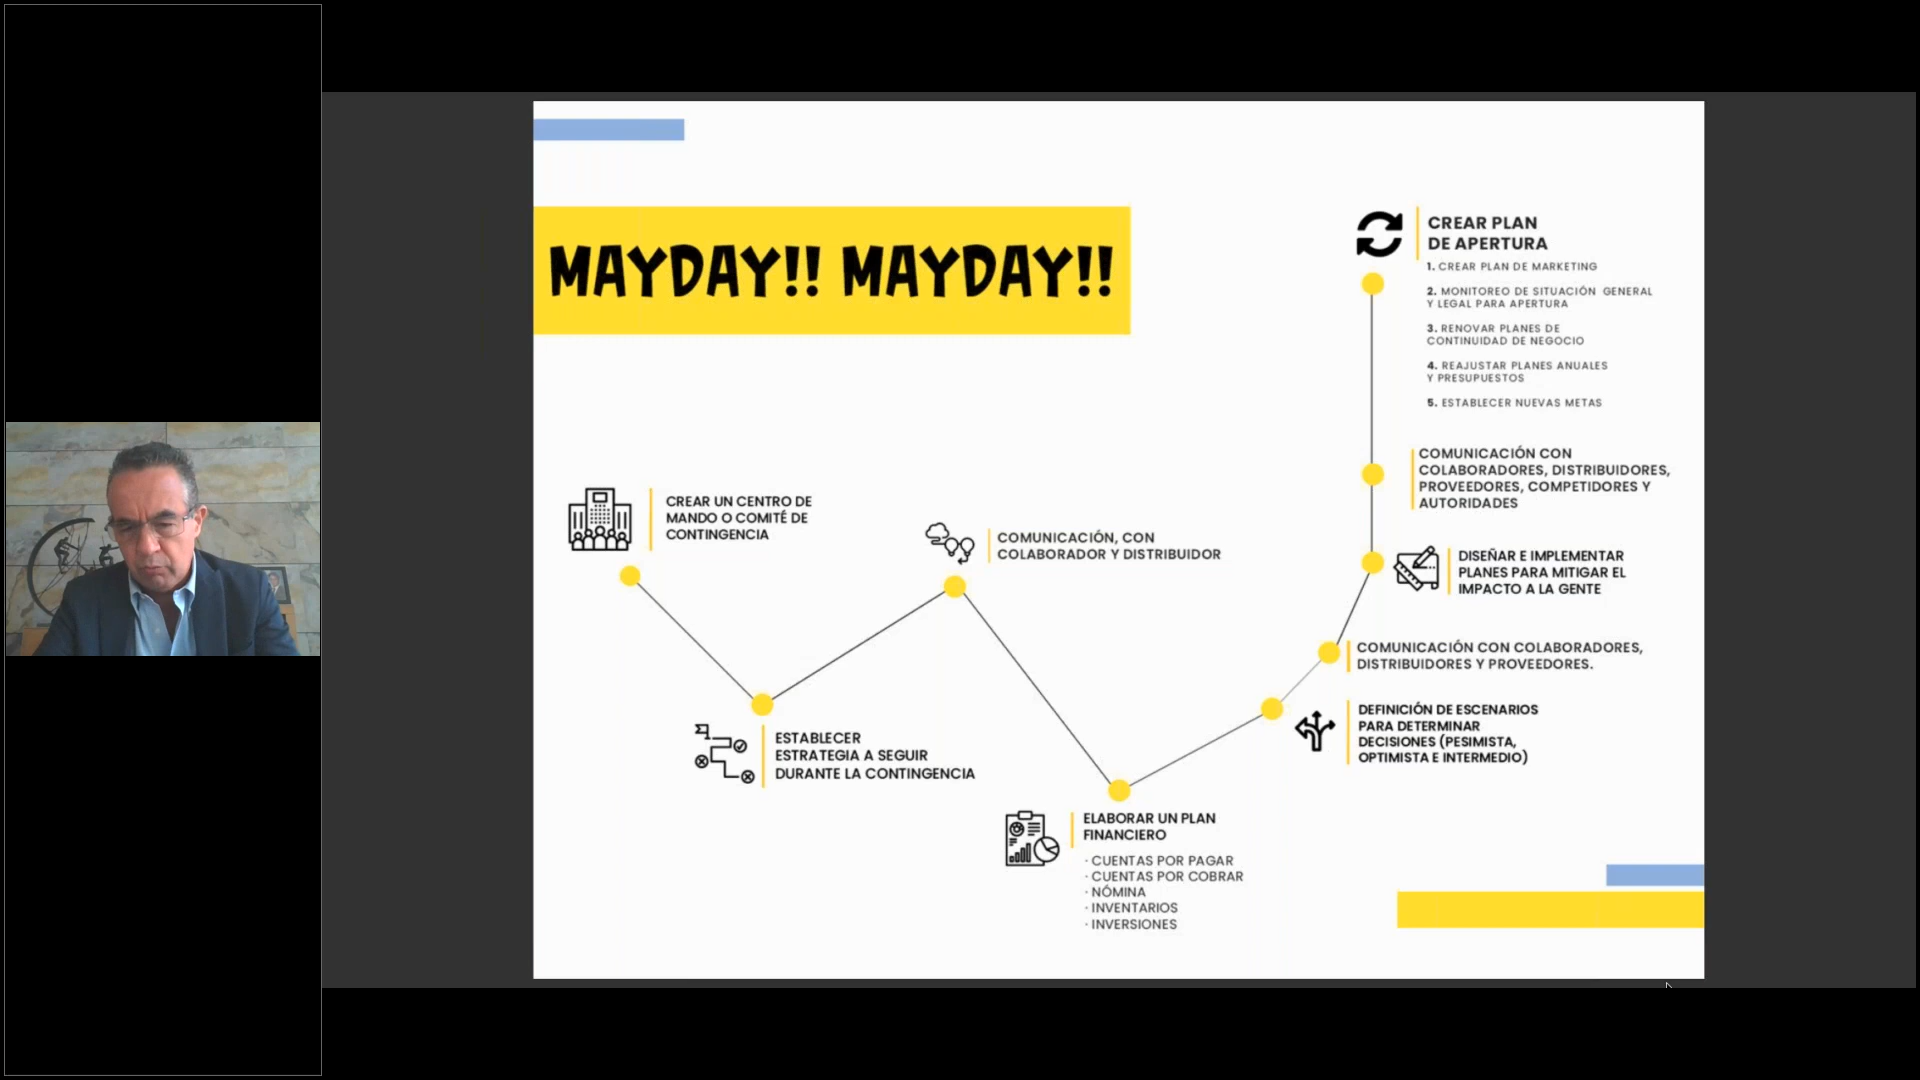 MAYDAY!! MAYDAY!!
CREAR UN CENTRO DE
MANDO O COMITÉ DE
CONTINGENCIA
ESTABLECER
ESTRATEGIA A SEGUIR
DURANTE LA CONTINGENCIA
COMUNICACIÓN, CON
COLABORADOR Y DISTRIBUIDOR
ELABORAR UN PLAN
FINANCIERO
· CUENTAS POR PAGAR
· CUENTAS POR COBRAR
· NÓMINA
· INVENTARIOS
· INVERSIONES
DEFINICIÓN DE ESCENARIOS
PARA DETERMINAR
DECISIONES (PESIMISTA,
OPTIMISTA E INTERMEDIO)
COMUNICACIÓN CON COLABORADORES,
DISTRIBUIDORES Y PROVEEDORES.
DISEÑAR E IMPLEMENTAR
PLANES PARA MITIGAR EL
IMPACTO A LA GENTE
COMUNICACIÓN CON
COLABORADORES, DISTRIBUIDORES,
PROVEEDORES, COMPETIDORES Y
AUTORIDADES
CREAR PLAN
DE APERTURA
1. CREAR PLAN DE MARKETING
2. MONITOREO DE SITUACIÓN GENERAL
Y LEGAL PARA APERTURA
3. RENOVAR PLANES DE
CONTINUIDAD DE NEGOCIO
4. REAJUSTAR PLANES ANUALES
Y PRESUPUESTOS
5. ESTABLECER NUEVAS METAS